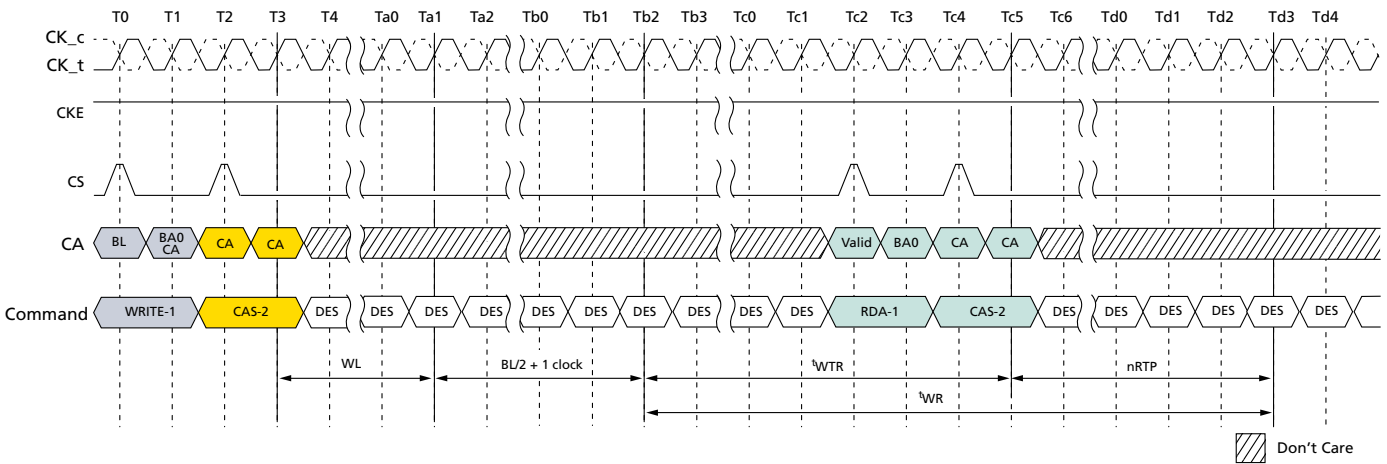 T0 T1 T2 T3 T4 Ta0 Ta1 Ta2 Tb0 Tb1 Tb2 Tb3 Tc0 Tc1 Tc2 Tc3 Tc4 Tc5 Tc6 Td0 Td1 Td2 Td3 Td4
CK_c
CK_t
CKE
CS
CA BL BA0 CA CA CA Valid BA0 CA CA
Command WRITE-1 CAS-2 DES DES DES DES DES DES DES DES DES DES RDA-1 CAS-2 DES DES DES DES DES DES
WL BL/2 + 1 clock tWTR nRTP
tWR
Don't Care